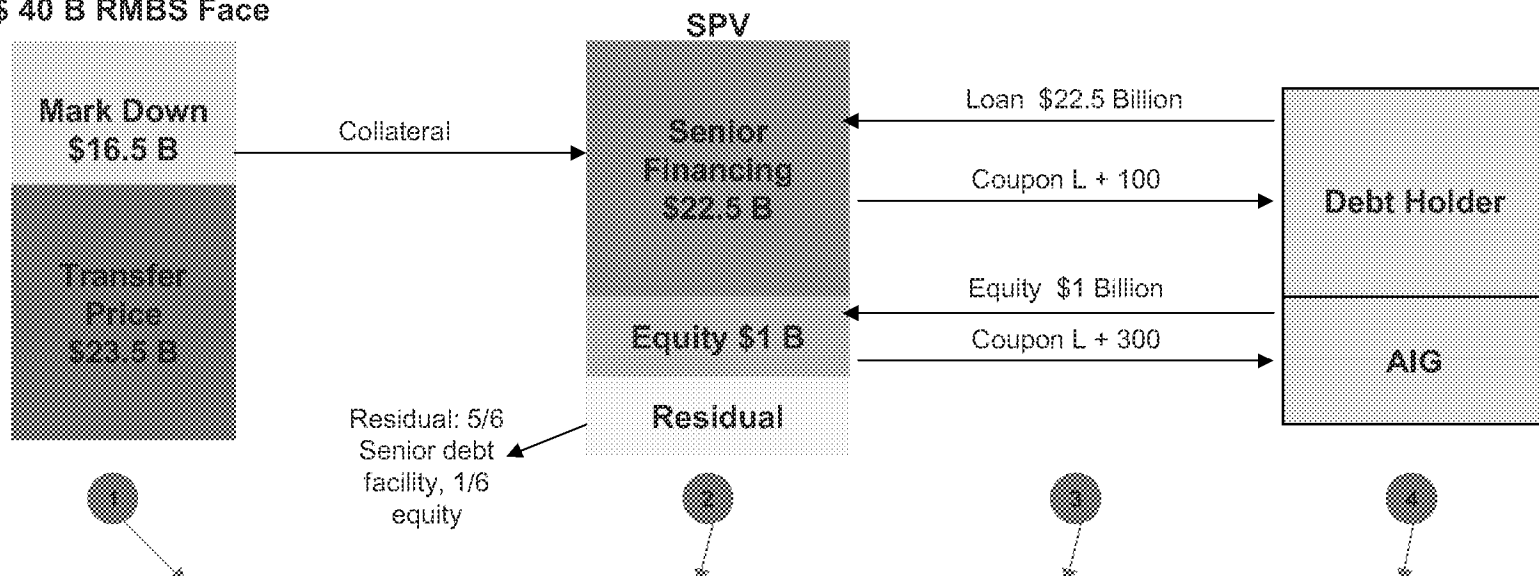 $ 40 B RMBS Face
SPV
Mark Down
$16.5 B
Collateral
Senior
Financing
$22.5 B
Loan $22.5 Billion
Coupon L + 100
Debt Holder
Transfer
Price
$23.5 B
Equity $1 Billion
Equity $1 B
Coupon L + 300
AIG
Residual
Residual: 5/6
Senior debt
facility, 1/6
equity
1
2
3
4